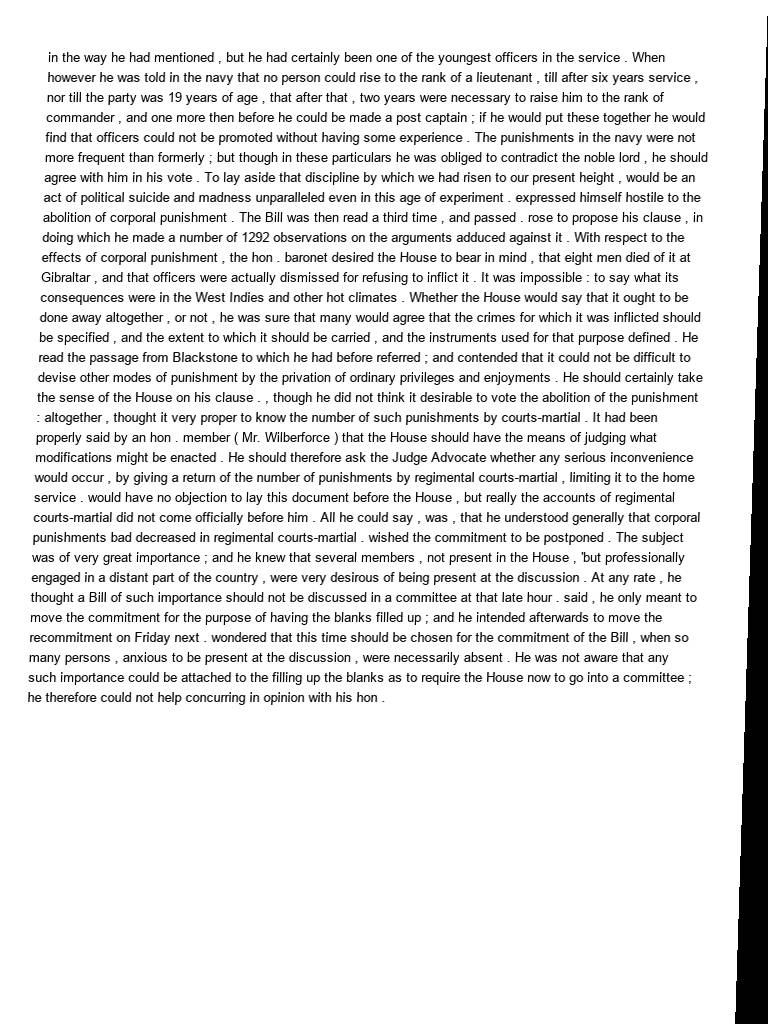 in the way he had mentioned , but he had certainly been one of the youngest officers in the service . When
however he was told in the navy that no person could rise to the rank of a lieutenant , till after six years service ,
nor till the party was 19 years of age , that after that , two years were necessary to raise him to the rank of
commander , and one more then before he could be made a post captain ; if he would put these together he would
find that officers could not be promoted without having some experience . The punishments in the navy were not
more frequent than formerly ; but though in these particulars he was obliged to contradict the noble lord , he should
agree with him in his vote . To lay aside that discipline by which we had risen to our present height , would be an
act of political suicide and madness unparalleled even in this age of experiment . expressed himself hostile to the
abolition of corporal punishment . The Bill was then read a third time , and passed . rose to propose his clause , in
doing which he made a number of 1292 observations on the arguments adduced against it . With respect to the
effects of corporal punishment , the hon . baronet desired the House to bear in mind , that eight men died of it at
Gibraltar , and that officers were actually dismissed for refusing to inflict it . It was impossible : to say what its
consequences were in the West Indies and other hot climates . Whether the House would say that it ought to be
done away altogether , or not , he was sure that many would agree that the crimes for which it was inflicted should
be specified , and the extent to which it should be carried , and the instruments used for that purpose defined . He
read the passage from Blackstone to which he had before referred ; and contended that it could not be difficult to
devise other modes of punishment by the privation of ordinary privileges and enjoyments . He should certainly take
the sense of the House on his clause . , though he did not think it desirable to vote the abolition of the punishment
: altogether , thought it very proper to know the number of such punishments by courts-martial . It had been
properly said by an hon . member ( Mr. Wilberforce ) that the House should have the means of judging what
modifications might be enacted . He should therefore ask the Judge Advocate whether any serious inconvenience
would occur , by giving a return of the number of punishments by regimental courts-martial , limiting it to the home
service . would have no objection to lay this document before the House , but really the accounts of regimental
courts-martial did not come officially before him . All he could say , was , that he understood generally that corporal
punishments bad decreased in regimental courts-martial . wished the commitment to be postponed . The subject
was of very great importance ; and he knew that several members , not present in the House , 'but professionally
engaged in a distant part of the country , were very desirous of being present at the discussion . At any rate , he
thought a Bill of such importance should not be discussed in a committee at that late hour . said , he only meant to
move the commitment for the purpose of having the blanks filled up ; and he intended afterwards to move the
recommitment on Friday next . wondered that this time should be chosen for the commitment of the Bill , when so
many persons , anxious to be present at the discussion , were necessarily absent . He was not aware that any
such importance could be attached to the filling up the blanks as to require the House now to go into a committee ;
he therefore could not help concurring in opinion with his hon .